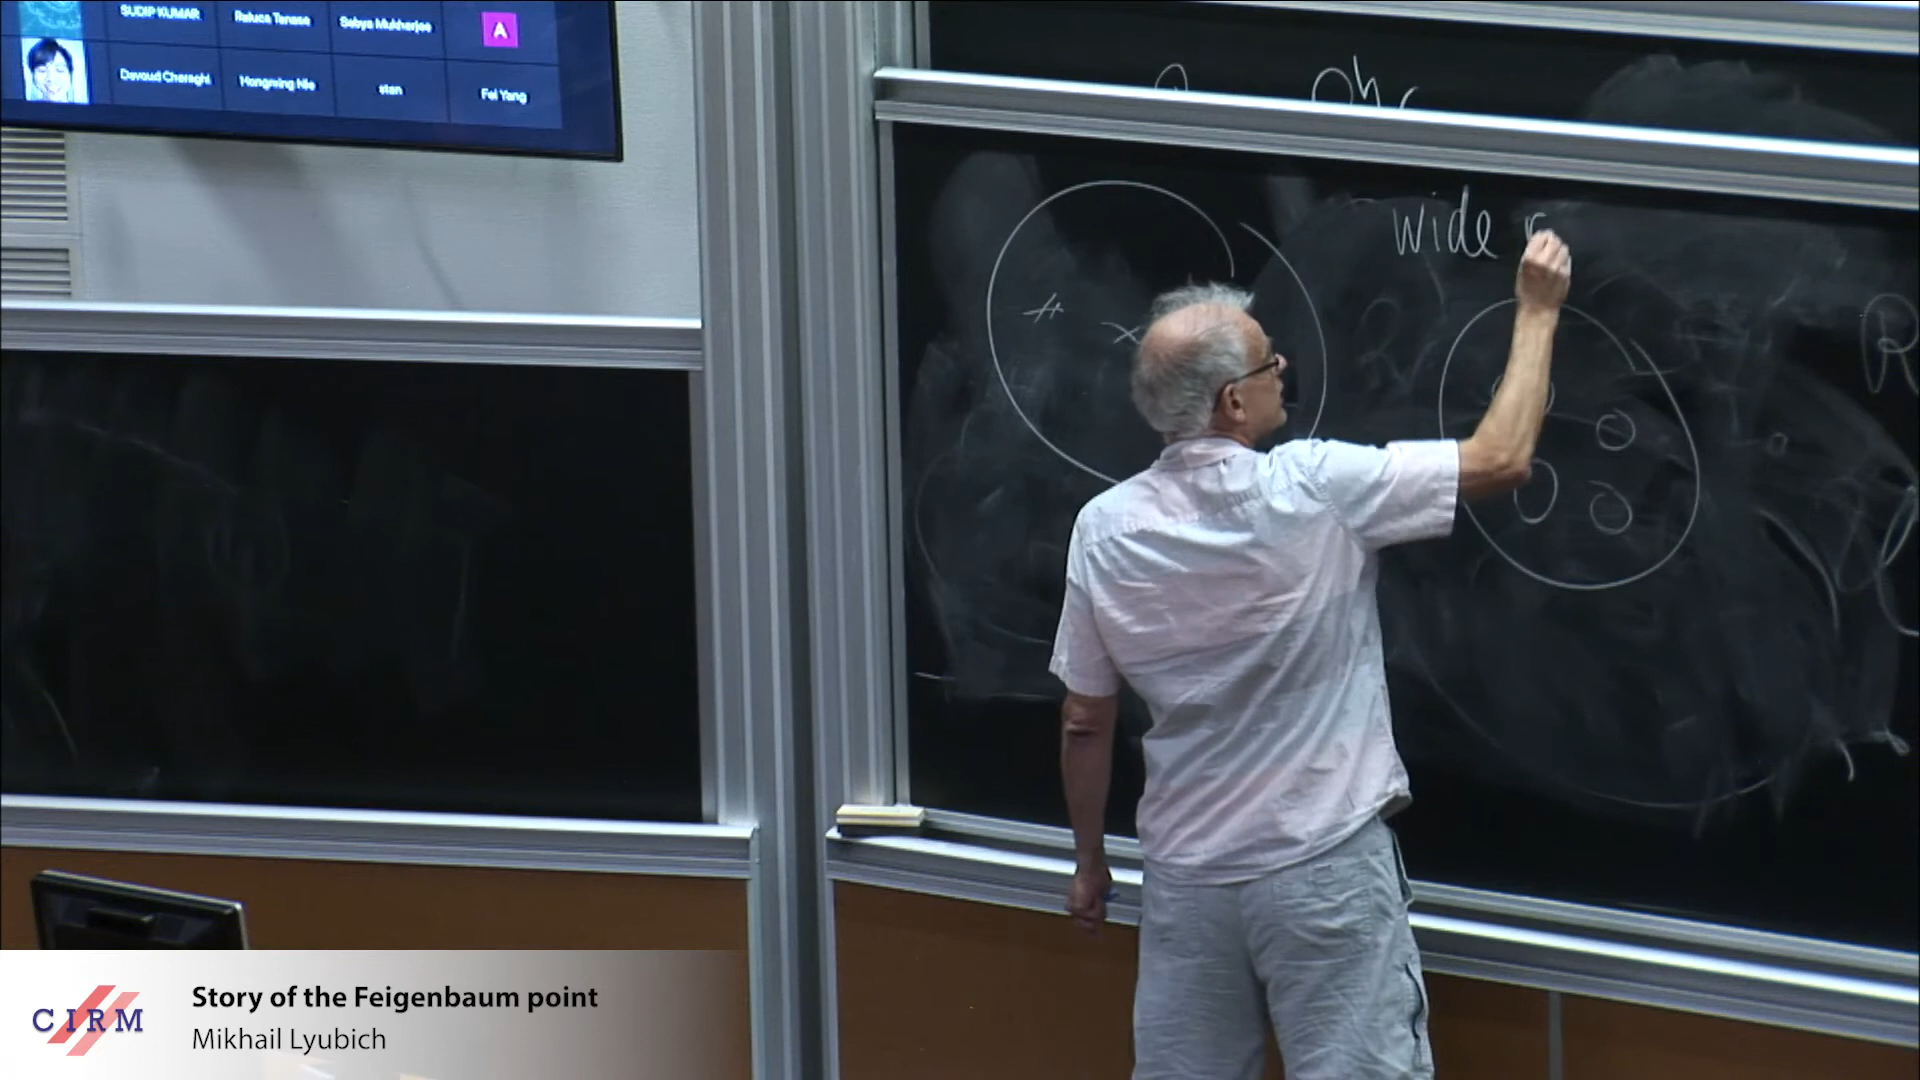 SUDIP KUMAR
Raluca Tanase
Sabya Mukherjee
A
Davoud Cheraghi
Hongming Nie
stan
Fei Yang
wide
R
CIRM
Story of the Feigenbaum point
Mikhail Lyubich